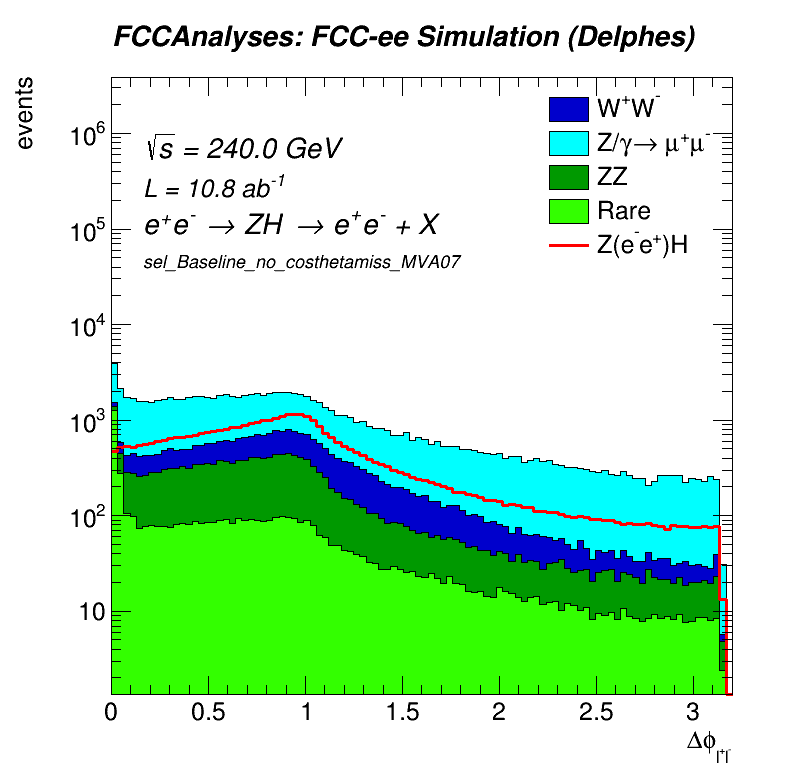 FCCAnalyses: FCC-ee Simulation (Delphes)
events
√s = 240.0 GeV
L = 10.8 ab⁻¹
e⁺e⁻ → ZH → e⁺e⁻ + X
sel_Baseline_no_costhetamiss_MVA07
W⁺W⁻
Z/γ→ μ⁺μ⁻
ZZ
Rare
Z(e⁻e⁺)H
10⁶
10⁵
10⁴
10³
10²
10
0 0.5 1 1.5 2 2.5 3
Δϕ_l⁺l⁻